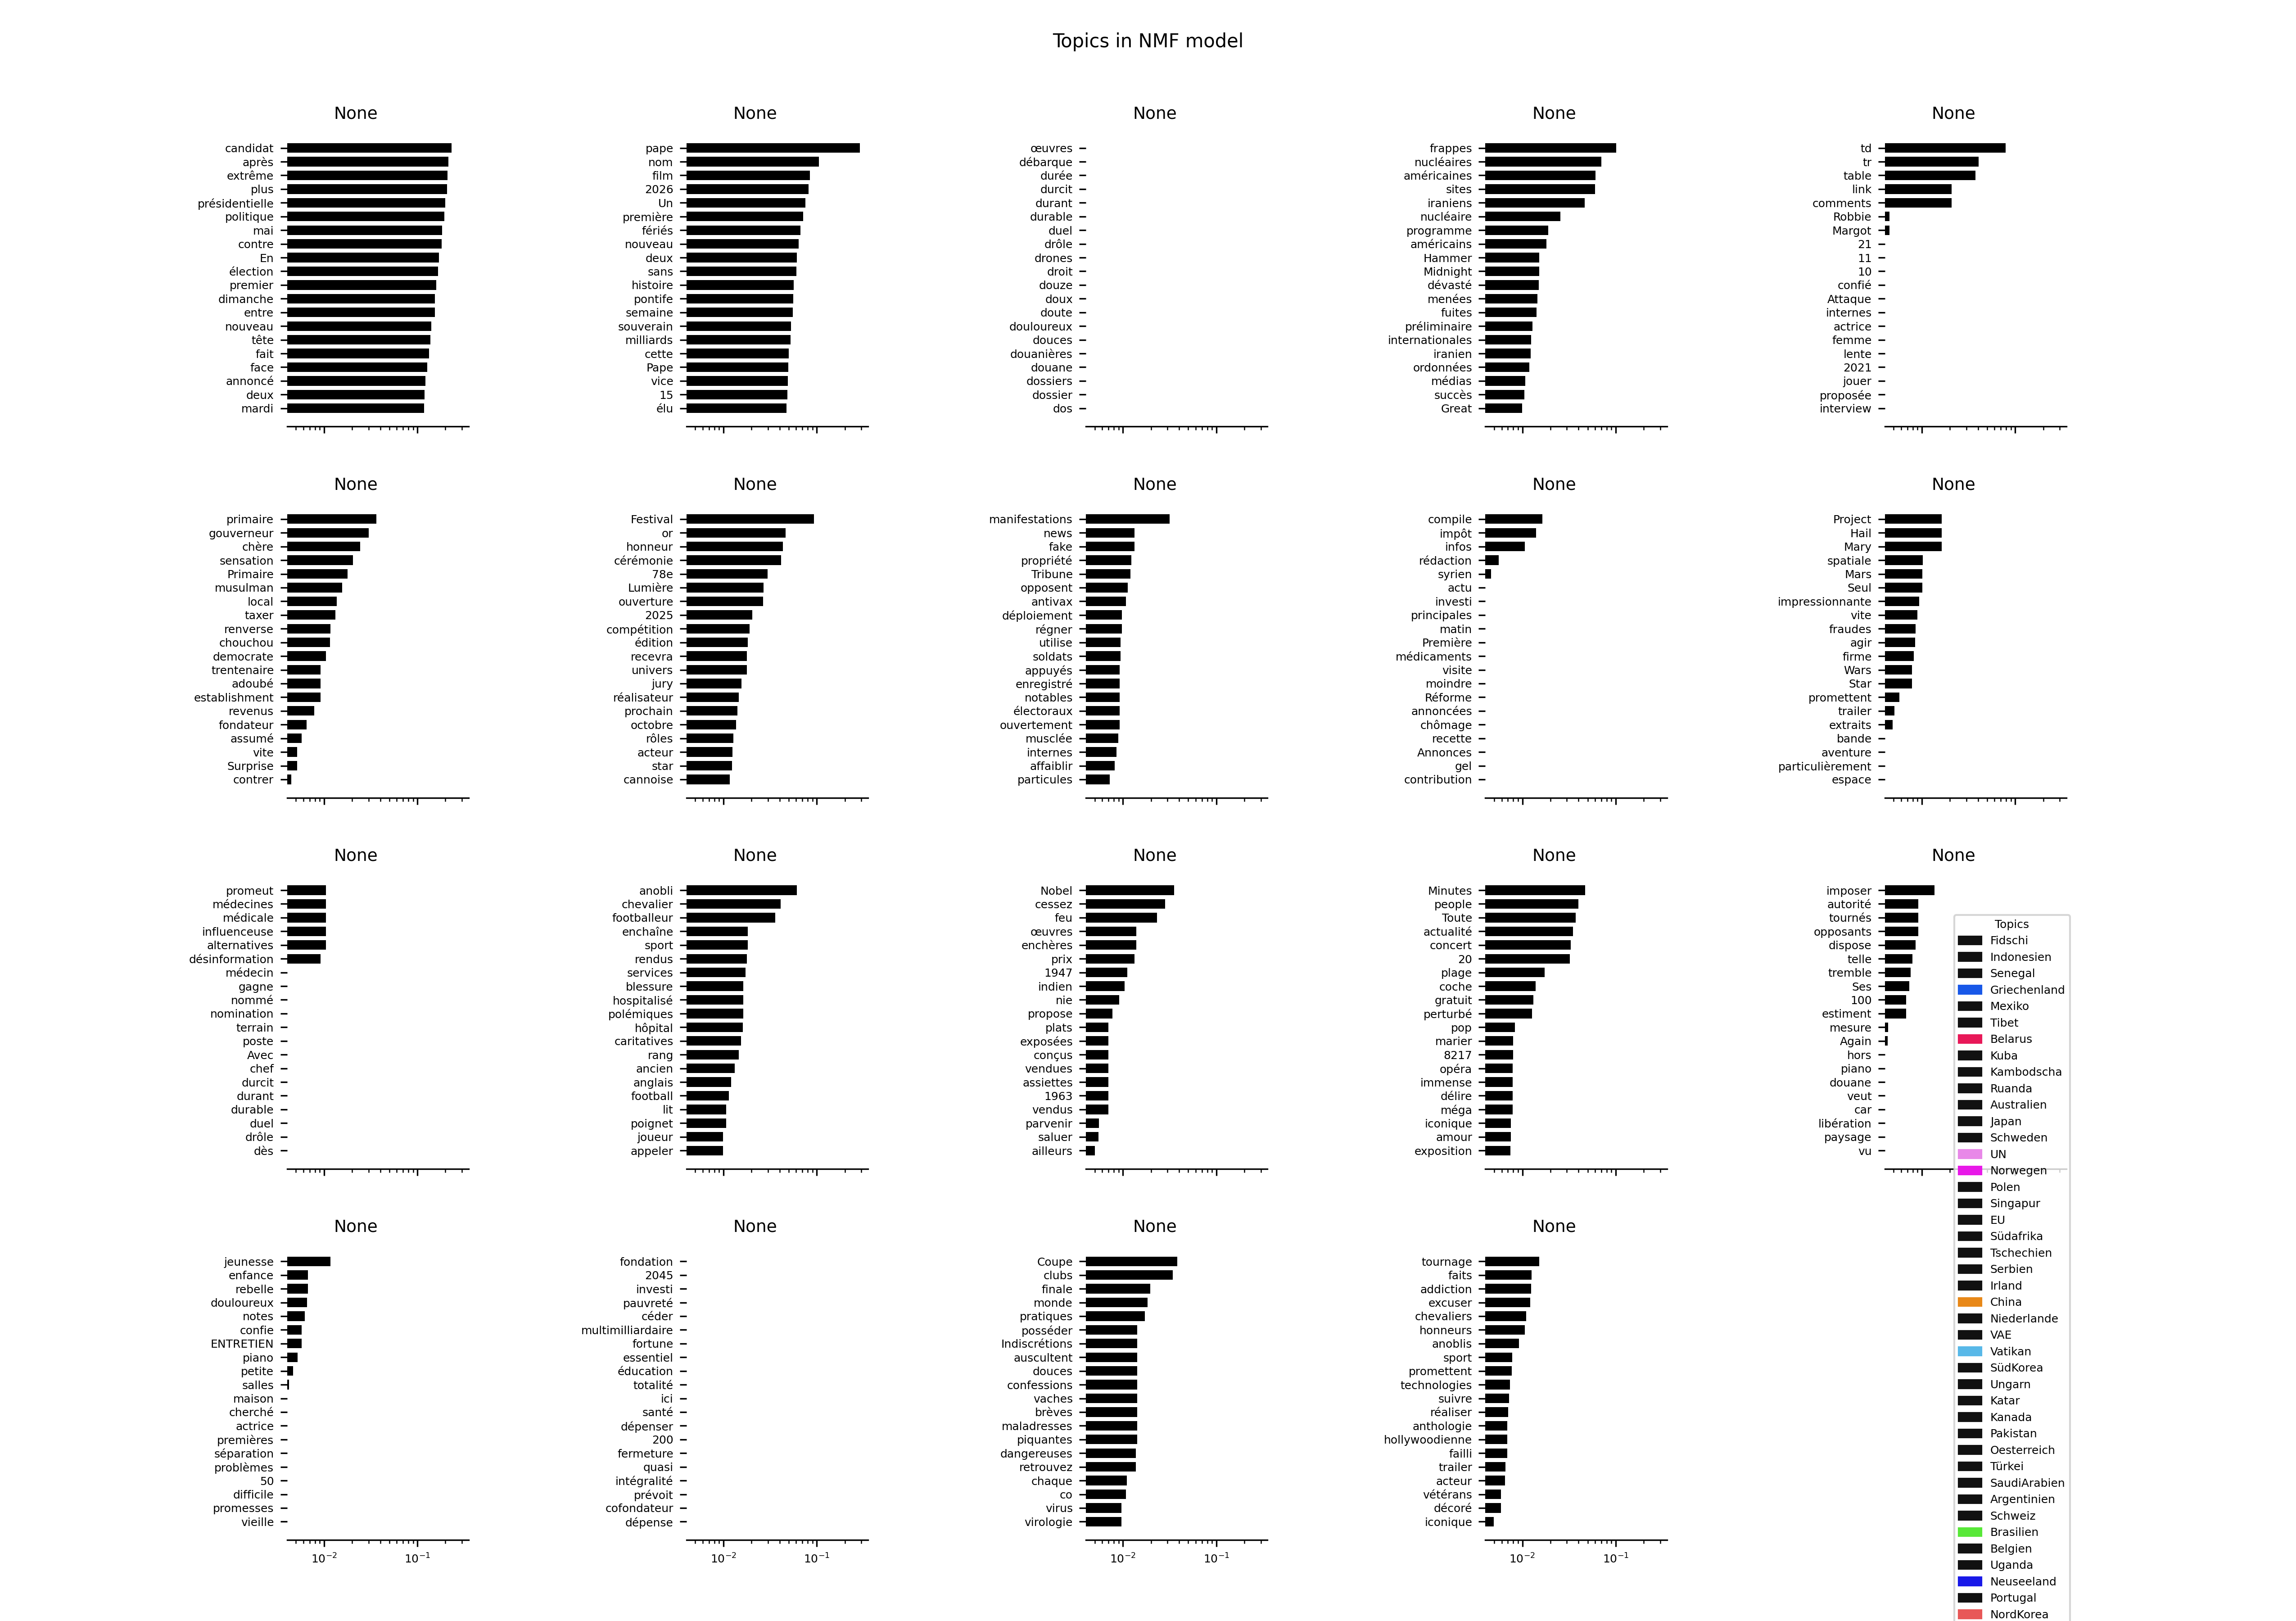 Topics in NMF model
None
candidat
après
extrême
plus
présidentielle
politique
mai
contre
En
élection
premier
dimanche
entre
nouveau
tête
fait
face
annoncé
deux
mardi
None
pape
nom
film
2026
Un
première
fériés
nouveau
deux
sans
histoire
pontife
semaine
souverain
milliards
cette
Pape
vice
15
élu
None
œuvres
débarque
durée
durcit
durant
durable
duel
drôle
drones
droit
douze
doux
doute
douloureux
douces
douanières
douane
dossiers
dossier
dos
None
frappes
nucléaires
américaines
sites
iraniens
nucléaire
programme
américains
Hammer
Midnight
dévasté
menées
fuites
préliminaire
internationales
iranien
ordonnées
médias
succès
Great
None
td
tr
table
link
comments
Robbie
Margot
21
11
10
confié
Attaque
internes
actrice
femme
lente
2021
jouer
proposée
interview
None
primaire
gouverneur
chère
sensation
Primaire
musulman
local
taxer
renverse
chouchou
democrate
trentenaire
adoubé
establishment
revenus
fondateur
assumé
vite
Surprise
contrer
None
Festival
or
honneur
cérémonie
78e
Lumière
ouverture
2025
compétition
édition
recevra
univers
jury
réalisateur
prochain
octobre
rôles
acteur
star
cannoise
None
manifestations
news
fake
propriété
Tribune
opposent
antivax
déploiement
régner
utilise
soldats
appuyés
enregistré
notables
électoraux
ouvertement
musclée
internes
affaiblir
particules
None
compile
impôt
infos
rédaction
syrien
actu
investi
principales
matin
Première
médicaments
visite
moindre
Réforme
annoncées
chômage
recette
Annonces
gel
contribution
None
Project
Hail
Mary
spatiale
Mars
Seul
impressionnante
vite
fraudes
agir
firme
Wars
Star
promettent
trailer
extraits
bande
aventure
particulièrement
espace
None
promeut
médecines
médicale
influenceuse
alternatives
désinformation
médecin
gagne
nommé
nomination
terrain
poste
Avec
chef
durcit
durant
durable
duel
drôle
dès
None
anobli
chevalier
footballeur
enchaîne
sport
rendus
services
blessure
hospitalisé
polémiques
hôpital
caritatives
rang
ancien
anglais
football
lit
poignet
joueur
appeler
None
Nobel
cessez
feu
œuvres
enchères
prix
1947
indien
nie
propose
plats
exposées
conçus
vendues
assiettes
1963
vendus
parvenir
saluer
ailleurs
None
Minutes
people
Toute
actualité
concert
20
plage
coche
gratuit
perturbé
pop
marier
8217
opéra
immense
délire
méga
iconique
amour
exposition
None
imposer
autorité
tournés
opposants
dispose
telle
tremble
Ses
100
estiment
mesure
Again
hors
piano
douane
veut
car
libération
paysage
vu
None
jeunesse
enfance
rebelle
douloureux
notes
confie
ENTRETIEN
piano
petite
salles
maison
cherché
actrice
premières
séparation
problèmes
50
difficile
promesses
vieille
10⁻² 10⁻¹
None
fondation
2045
investi
pauvreté
céder
multimilliardaire
fortune
essentiel
éducation
totalité
ici
santé
dépenser
200
fermeture
quasi
intégralité
prévoit
cofondateur
dépense
10⁻² 10⁻¹
None
Coupe
clubs
finale
monde
pratiques
posséder
Indiscrétions
auscultent
douces
confessions
vaches
brèves
maladresses
piquantes
dangereuses
retrouvez
chaque
co
virus
virologie
10⁻² 10⁻¹
None
tournage
faits
addiction
excuser
chevaliers
honneurs
anoblis
sport
promettent
technologies
suivre
réaliser
anthologie
hollywoodienne
failli
trailer
acteur
vétérans
décoré
iconique
10⁻² 10⁻¹
Topics
Fidschi
Indonesien
Senegal
Griechenland
Mexiko
Tibet
Belarus
Kuba
Kambodscha
Ruanda
Australien
Japan
Schweden
UN
Norwegen
Polen
Singapur
EU
Südafrika
Tschechien
Serbien
Irland
China
Niederlande
VAE
Vatikan
SüdKorea
Ungarn
Katar
Kanada
Pakistan
Oesterreich
Türkei
SaudiArabien
Argentinien
Schweiz
Brasilien
Belgien
Uganda
Neuseeland
Portugal
NordKorea